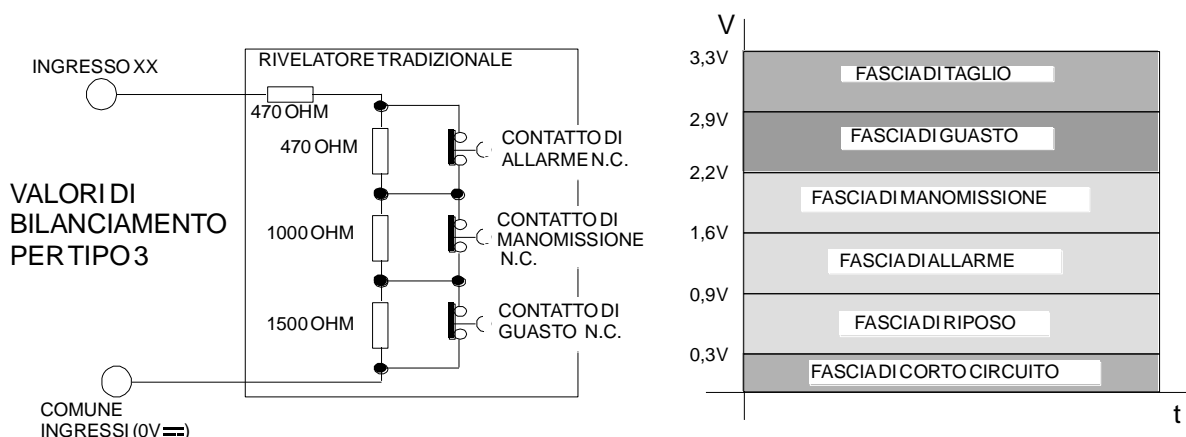 INGRESSO XX
RIVELATORE TRADIZIONALE
470 OHM
470 OHM
CONTATTO DI
ALLARME N.C.
VALORI DI
BILANCIAMENTO
PER TIPO 3
1000 OHM
CONTATTO DI
MANOMISSIONE
N.C.
1500 OHM
CONTATTO DI
GUASTO N.C.
COMUNE
INGRESSI (0V
V
3,3V
FASCIA DI TAGLIO
2,9V
FASCIA DI GUASTO
2,2V
FASCIA DI MANOMISSIONE
1,6V
FASCIA DI ALLARME
0,9V
FASCIA DI RIPOSO
0,3V
FASCIA DI CORTO CIRCUITO
t